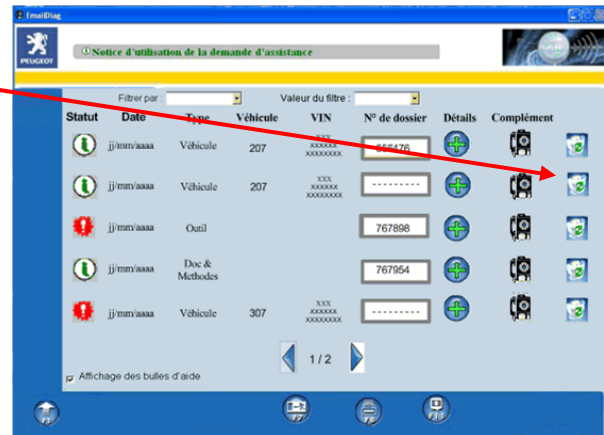 EmailDiag
PEUGEOT
Notice d'utilisation de la demande d'assistance
Filtrer par : Valeur du filtre :
Statut Date Type Véhicule VIN N° de dossier Détails Complément
jj/mm/aaaa Véhicule 207 xxx xxxxxx xxxxxxxx 656476
jj/mm/aaaa Véhicule 207 xxx xxxxxx xxxxxxxx ---------
jj/mm/aaaa Outil 767898
jj/mm/aaaa Doc & Methodes 767954
jj/mm/aaaa Véhicule 307 xxx xxxxxx xxxxxxxx ---------
1 / 2
Affichage des bulles d'aide